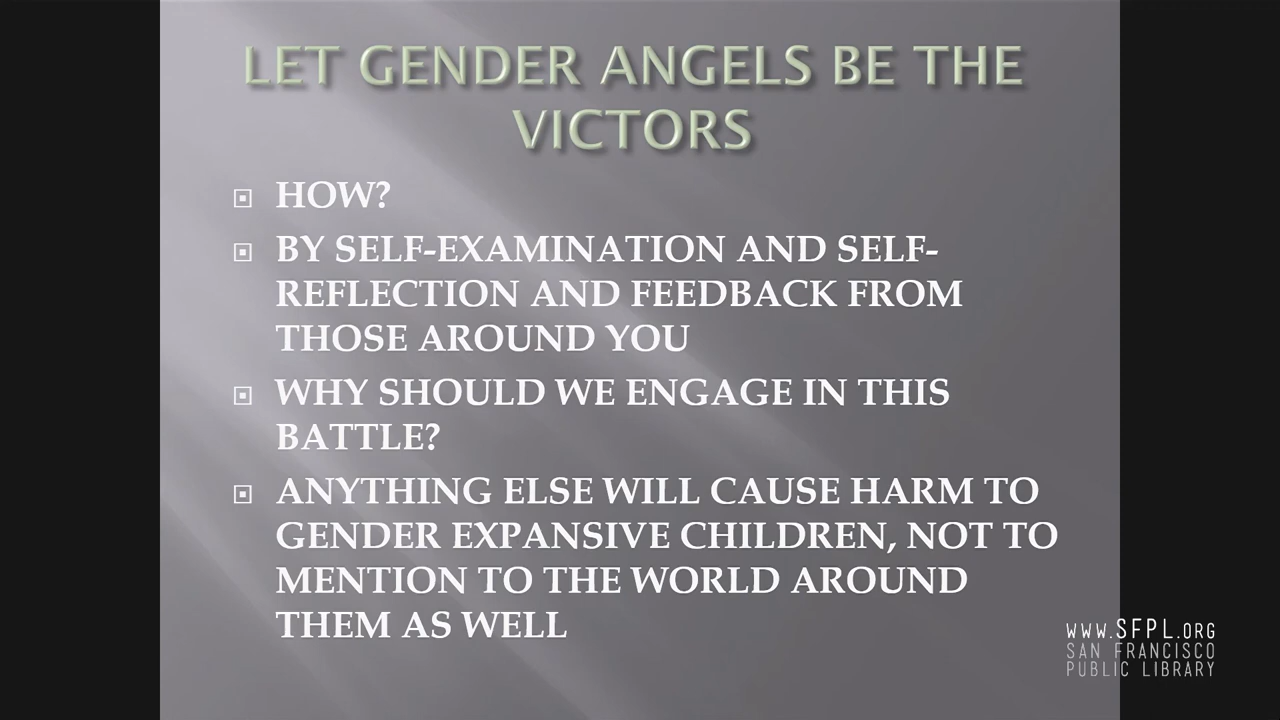 LET GENDER ANGELS BE THE
VICTORS
HOW?
BY SELF-EXAMINATION AND SELF-
REFLECTION AND FEEDBACK FROM
THOSE AROUND YOU
WHY SHOULD WE ENGAGE IN THIS
BATTLE?
ANYTHING ELSE WILL CAUSE HARM TO
GENDER EXPANSIVE CHILDREN, NOT TO
MENTION TO THE WORLD AROUND
THEM AS WELL
WWW.SFPL.ORG
SAN FRANCISCO
PUBLIC LIBRARY